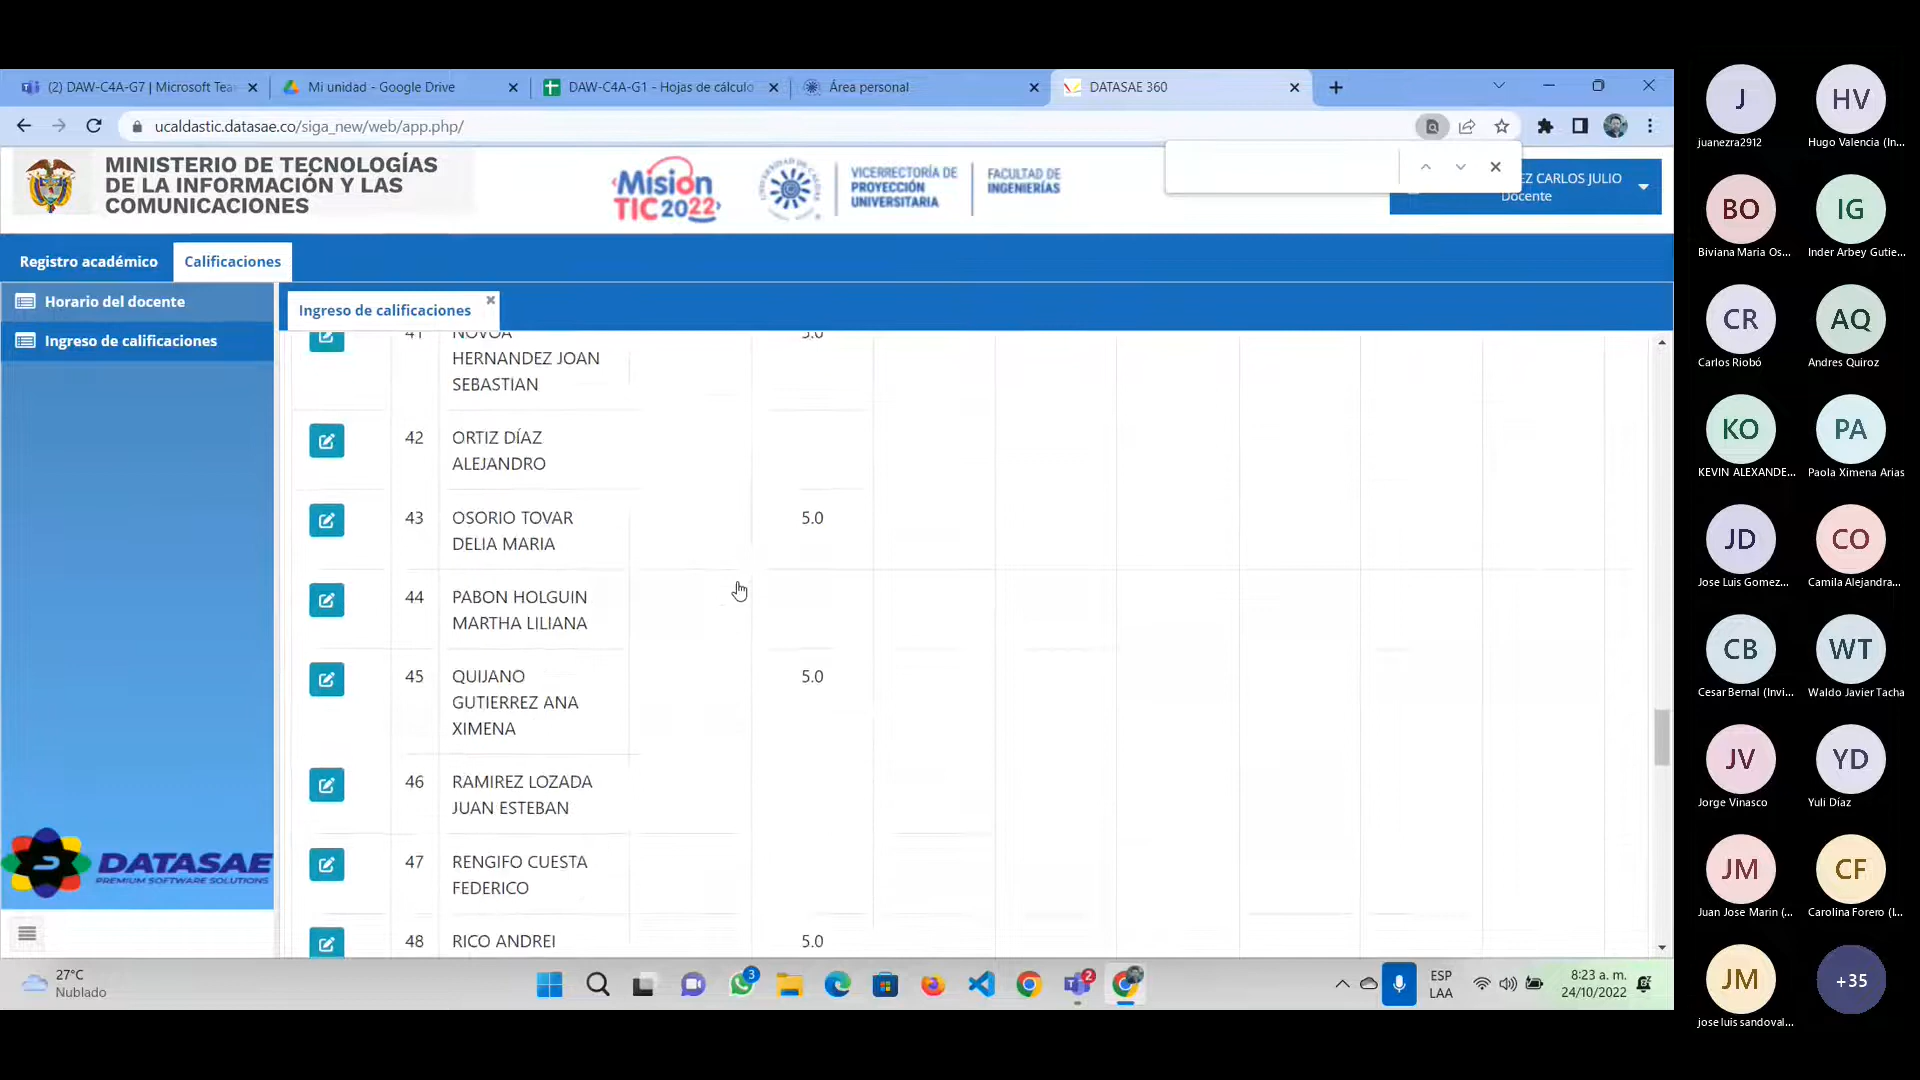 (2) DAW-C4A-G7 | Microsoft Tea
Mi unidad - Google Drive
DAW-C4A-G1 - Hojas de cálculo
Área personal
DATASAE 360
ucaldastic.datasae.co/siga_new/web/app.php/
MINISTERIO DE TECNOLOGÍAS
DE LA INFORMACIÓN Y LAS
COMUNICACIONES
Misión
TIC 2022
VICERRECTORÍA DE
PROYECCIÓN
UNIVERSITARIA
FACULTAD DE
INGENIERÍAS
EZ CARLOS JULIO
Docente
Registro académico
Calificaciones
Horario del docente
Ingreso de calificaciones
Ingreso de calificaciones
41 NOVOA 5.0
HERNANDEZ JOAN
SEBASTIAN
42 ORTIZ DÍAZ
ALEJANDRO
43 OSORIO TOVAR 5.0
DELIA MARIA
44 PABON HOLGUIN
MARTHA LILIANA
45 QUIJANO 5.0
GUTIERREZ ANA
XIMENA
46 RAMIREZ LOZADA
JUAN ESTEBAN
47 RENGIFO CUESTA
FEDERICO
48 RICO ANDREI 5.0
DATASAE
PREMIUM SOFTWARE SOLUTIONS
27°C
Nublado
3
2
ESP
LAA
8:23 a. m.
24/10/2022
J
juanezra2912
HV
Hugo Valencia (In...
BO
Biviana Maria Os...
IG
Inder Arbey Gutie...
CR
Carlos Riobó
AQ
Andres Quiroz
KO
KEVIN ALEXANDE...
PA
Paola Ximena Arias
JD
Jose Luis Gomez...
CO
Camila Alejandra...
CB
Cesar Bernal (Invi...
WT
Waldo Javier Tacha
JV
Jorge Vinasco
YD
Yuli Díaz
JM
Juan Jose Marin (...
CF
Carolina Forero (I...
JM
jose luis sandoval...
+35